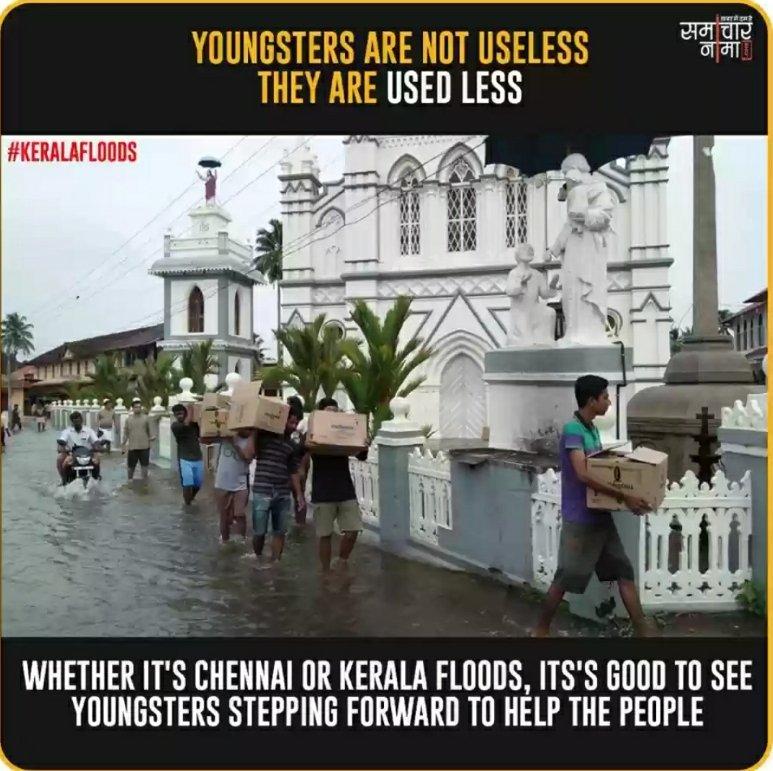 YOUNGSTERS ARE NOT USELESS
THEY ARE USED LESS
समाचार
नामा
#KERALAFLOODS
WHETHER IT'S CHENNAI OR KERALA FLOODS, ITS'S GOOD TO SEE
YOUNGSTERS STEPPING FORWARD TO HELP THE PEOPLE